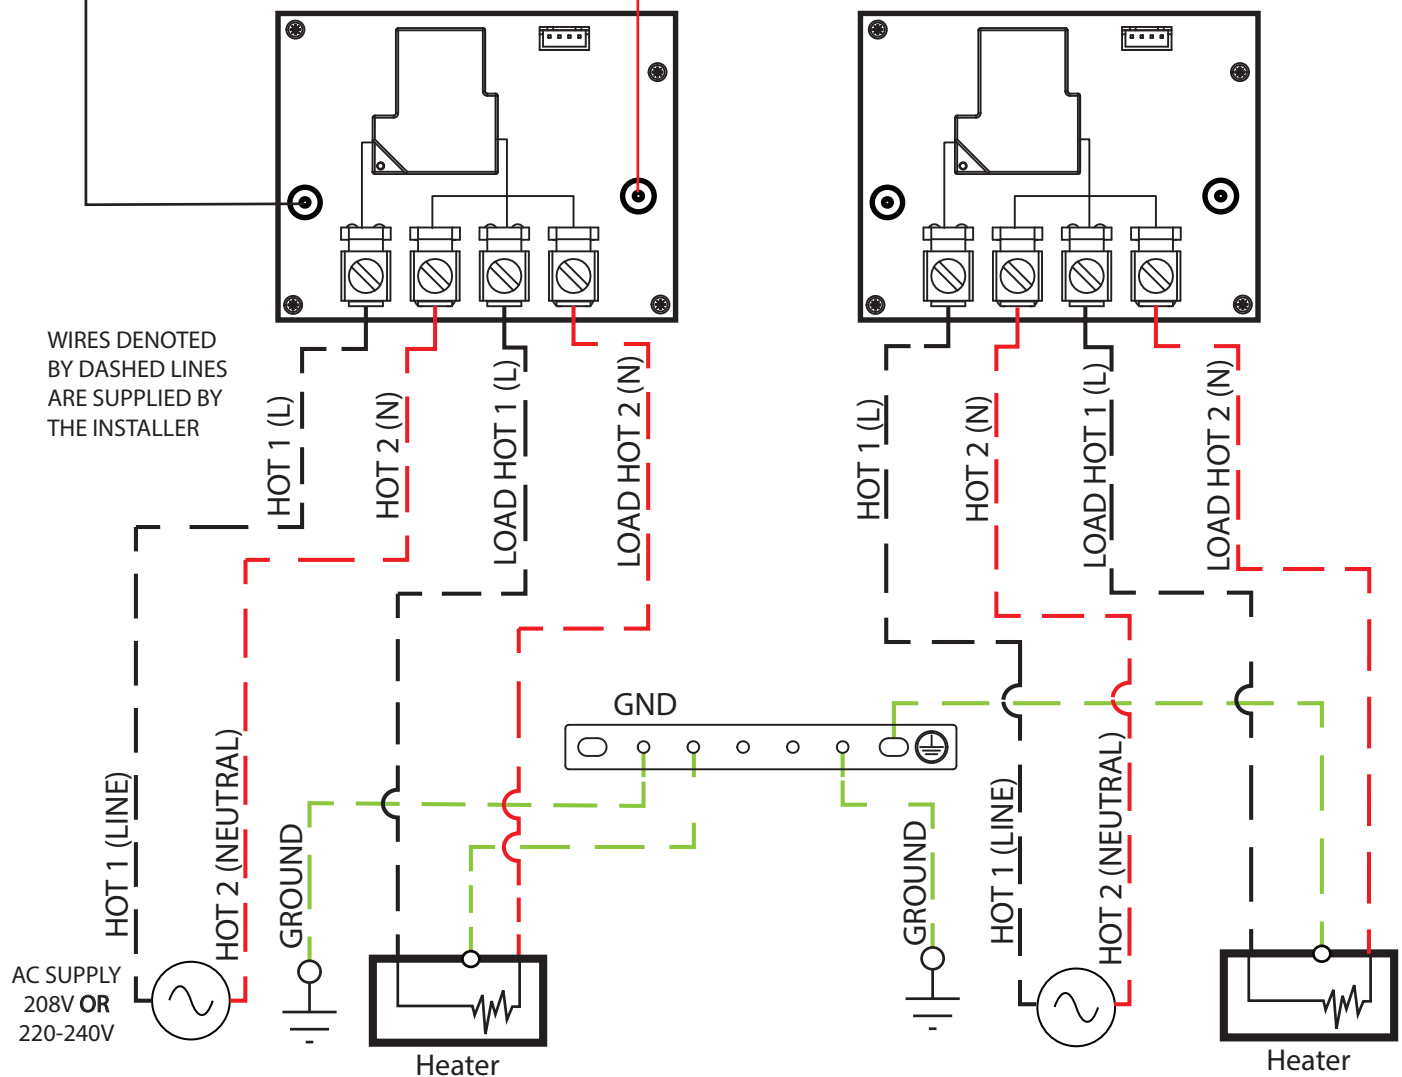 WIRES DENOTED
BY DASHED LINES
ARE SUPPLIED BY
THE INSTALLER
HOT 1 (L)
HOT 2 (N)
LOAD HOT 1 (L)
LOAD HOT 2 (N)
HOT 1 (L)
HOT 2 (N)
LOAD HOT 1 (L)
LOAD HOT 2 (N)
GND
HOT 1 (LINE)
HOT 2 (NEUTRAL)
GROUND
GROUND
HOT 1 (LINE)
HOT 2 (NEUTRAL)
AC SUPPLY
208V OR
220-240V
Heater
Heater